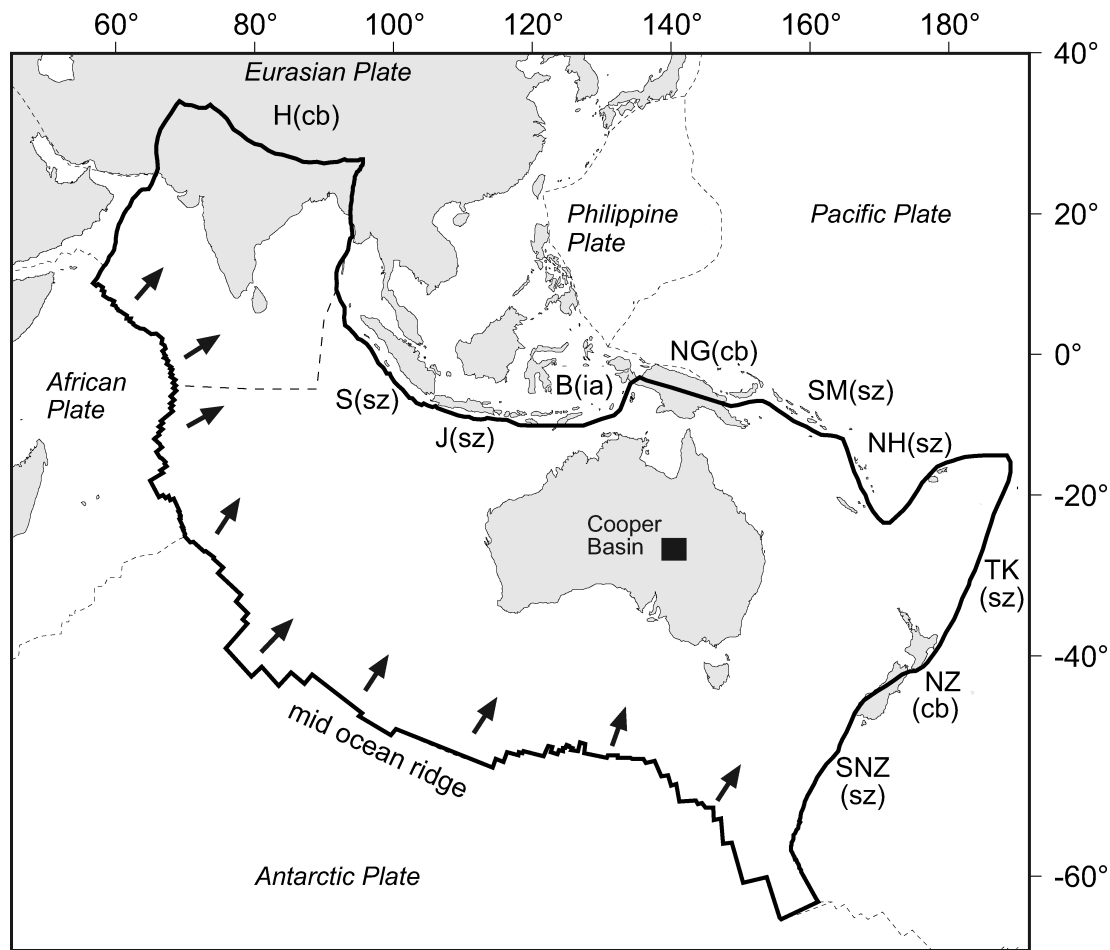 60° 80° 100° 120° 140° 160° 180°
40°
Eurasian Plate
H(cb)
Philippine
Plate
Pacific Plate
20°
0°
African
Plate
NG(cb)
B(ia)
SM(sz)
S(sz)
J(sz)
NH(sz)
-20°
Cooper
Basin
TK
(sz)
-40°
NZ
(cb)
mid ocean ridge
SNZ
(sz)
Antarctic Plate
-60°